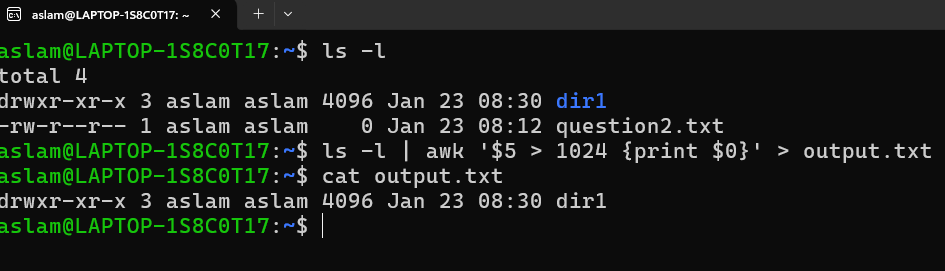 aslam@LAPTOP-1S8C0T17: ~
aslam@LAPTOP-1S8C0T17:~$ ls -l
total 4
drwxr-xr-x 3 aslam aslam 4096 Jan 23 08:30 dir1
-rw-r--r-- 1 aslam aslam    0 Jan 23 08:12 question2.txt
aslam@LAPTOP-1S8C0T17:~$ ls -l | awk '$5 > 1024 {print $0}' > output.txt
aslam@LAPTOP-1S8C0T17:~$ cat output.txt
drwxr-xr-x 3 aslam aslam 4096 Jan 23 08:30 dir1
aslam@LAPTOP-1S8C0T17:~$